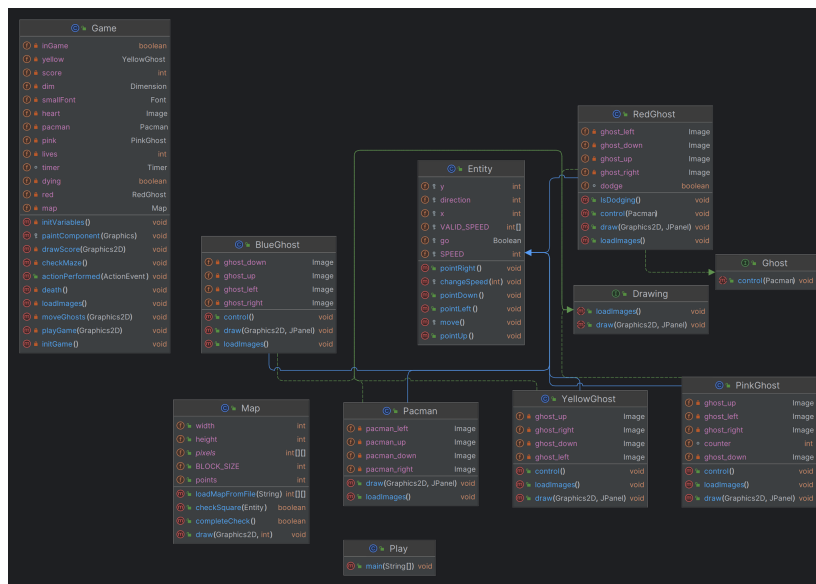 Game
inGame boolean
yellow YellowGhost
score int
dim Dimension
smallFont Font
heart Image
pacman Pacman
pink PinkGhost
lives int
timer Timer
dying boolean
red RedGhost
map Map
initVariables() void
paintComponent(Graphics) void
drawScore(Graphics2D) void
checkMaze() void
actionPerformed(ActionEvent) void
death() void
loadImages() void
moveGhosts(Graphics2D) void
playGame(Graphics2D) void
initGame() void
RedGhost
ghost_left Image
ghost_down Image
ghost_up Image
ghost_right Image
dodge boolean
isDodging() void
control(Pacman) void
draw(Graphics2D, JPanel) void
loadImages() void
Entity
y int
direction int
x int
VALID_SPEED int[]
go Boolean
SPEED int
pointRight() void
changeSpeed(int) void
pointDown() void
pointLeft() void
move() void
pointUp() void
BlueGhost
ghost_down Image
ghost_up Image
ghost_left Image
ghost_right Image
control() void
draw(Graphics2D, JPanel) void
loadImages() void
Ghost
control(Pacman) void
Drawing
loadImages() void
draw(Graphics2D, JPanel) void
Map
width int
height int
pixels int[][]
BLOCK_SIZE int
points int
loadMapFromFile(String) int[][]
checkSquare(Entity) boolean
completeCheck() boolean
draw(Graphics2D, int) void
Pacman
pacman_left Image
pacman_up Image
pacman_down Image
pacman_right Image
draw(Graphics2D, JPanel) void
loadImages() void
YellowGhost
ghost_up Image
ghost_right Image
ghost_down Image
ghost_left Image
control() void
loadImages() void
draw(Graphics2D, JPanel) void
PinkGhost
ghost_up Image
ghost_left Image
ghost_right Image
counter int
ghost_down Image
control() void
loadImages() void
draw(Graphics2D, JPanel) void
Play
main(String[]) void